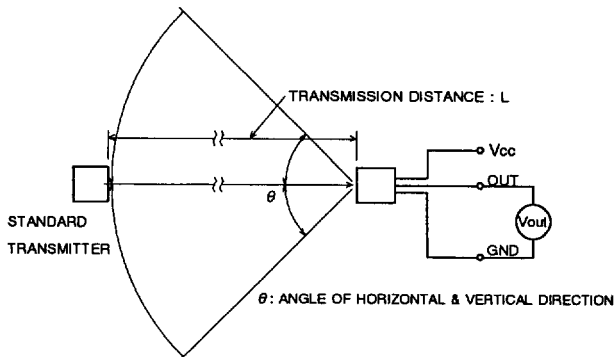 TRANSMISSION DISTANCE : L
Vcc
OUT
θ
Vout
STANDARD
TRANSMITTER
GND
θ : ANGLE OF HORIZONTAL & VERTICAL DIRECTION